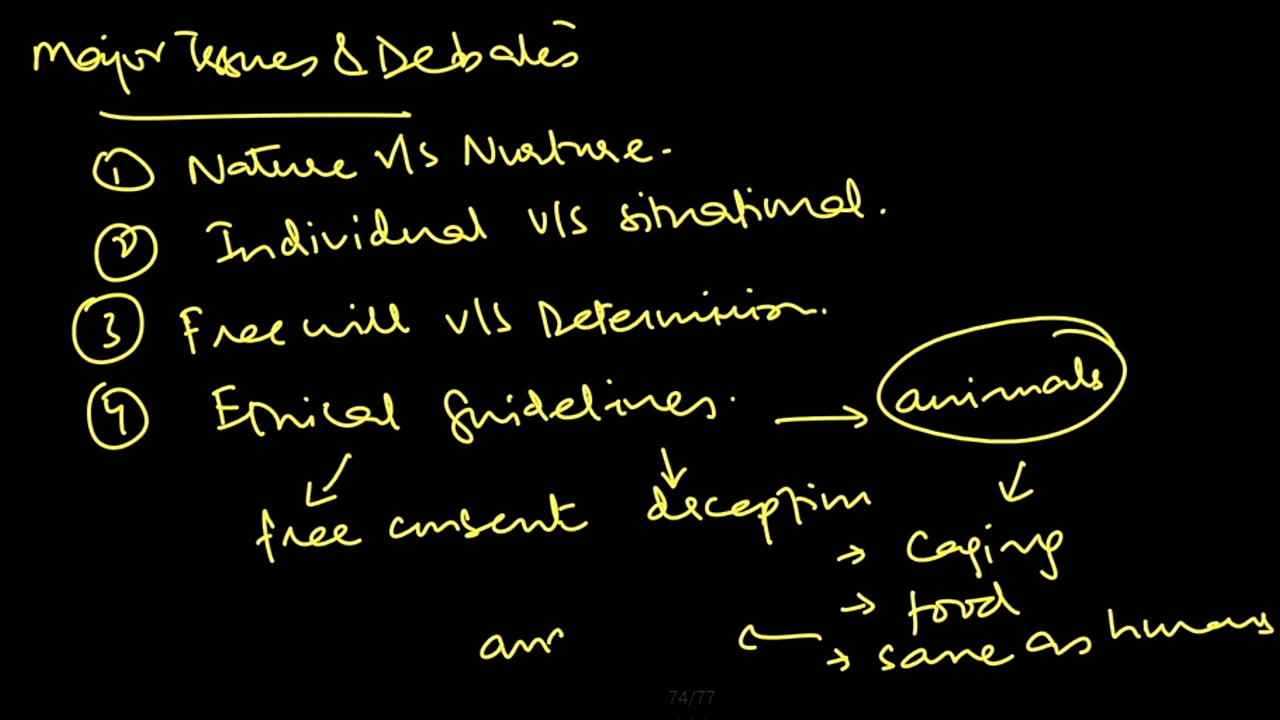 Major Issues & Debates
① Nature v/s Nurture.
② Individual v/s situational.
③ Free will v/s Determinism.
④ Ethical guidelines. → animals
free consent deception
→ caging
→ food
→ same as humans
74/77